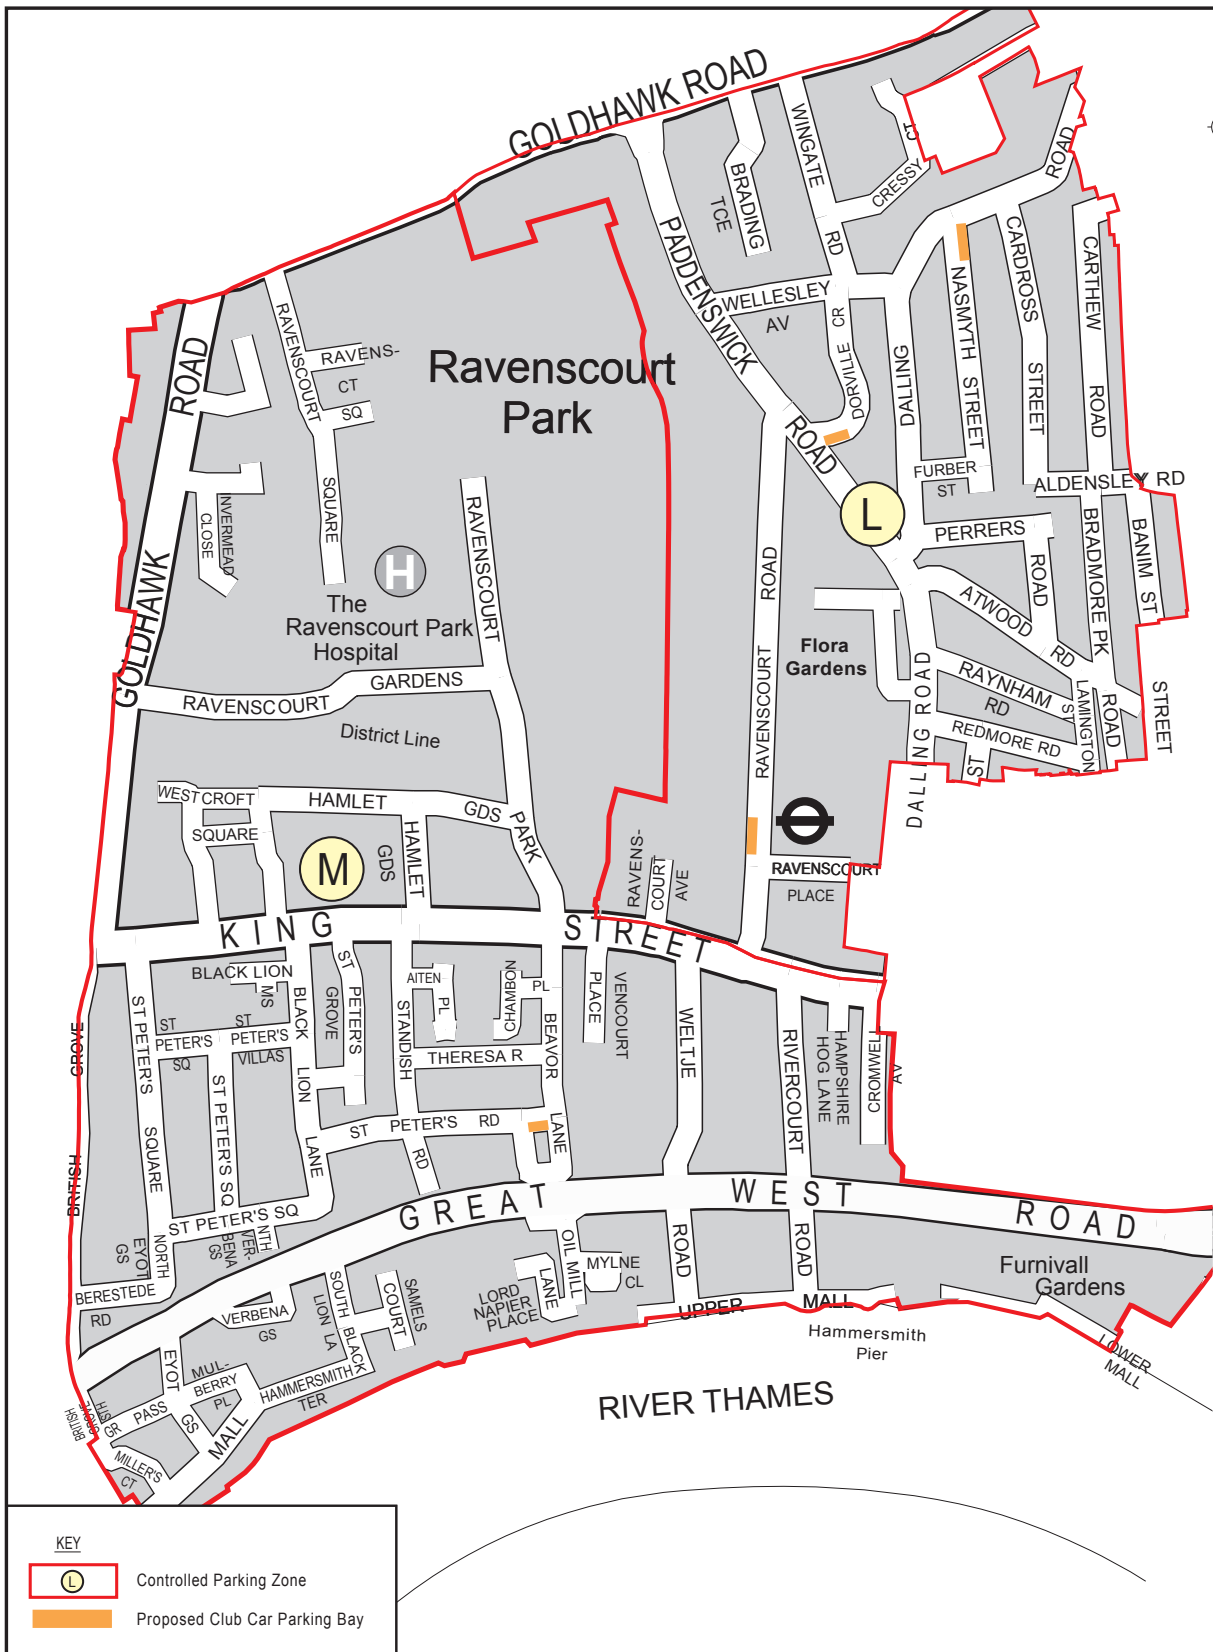 GOLDHAWK ROAD
WINGATE
RD
CT
CRESSY
ROAD
BRADING
TCE
PADDENSWICK
ROAD
WELLESLEY
AV
DORVILLE CR
DALLING
NASMYTH STREET
CARDROSS
STREET
CARTHEW
ROAD
RAVENSCOURT
SQUARE
RAVENS-
CT
SQ
Ravenscourt
Park
GOLDHAWK
ROAD
INVERMEAD
CLOSE
L
FURBER
ST
ALDENSLEY RD
PERRERS
ROAD
BRADMORE PK
ROAD
BANIM ST
STREET
H
The
Ravenscourt Park
Hospital
RAVENSCOURT
PARK
RAVENSCOURT
ROAD
Flora
Gardens
ATWOOD
RD
RAYNHAM
RD
LAMINGTON
ST
REDMORE RD
ST
DALLING ROAD
DALLING
RAVENSCOURT
GARDENS
District Line
WESTCROFT
SQUARE
HAMLET
GDS
HAMLET
GDS
M
RAVENS-
COURT
AVE
RAVENSCOURT
PLACE
KING
STREET
BLACK LION
MS
ST PETER'S
SQUARE
ST
PETER'S
SQ
ST
PETER'S
VILLAS
ST PETER'S SQ
BLACK
LION
LANE
ST
PETER'S
GROVE
STANDISH
RD
AITEN
PL
CHAMBON
PL
BEAVOR
LANE
THERESA R
ST PETER'S RD
PLACE
VENCOURT
WELTJE
ROAD
RIVERCOURT
ROAD
HAMPSHIRE
HOG LANE
CROMWELL
AV
BRITISH GROVE
ST PETER'S SQ
GREAT WEST ROAD
NORTH
EYOT
GS
VER-
BENA
GS
NTH
BERESTEDE
RD
VERBENA
GS
SOUTH BLACK
LION LA
SAMELS
COURT
LORD
NAPIER
PLACE
LANE
OIL MILL
MYLNE
CL
UPPER MALL
Furnivall
Gardens
Hammersmith
Pier
LOWER
MALL
EYOT
GS
MUL-
BERRY
PL
HAMMERSMITH
TER
BRITISH
GROVE
STH
GR
PASS
MALL
MILLER'S
CT
RIVER THAMES
KEY
L
Controlled Parking Zone
Proposed Club Car Parking Bay